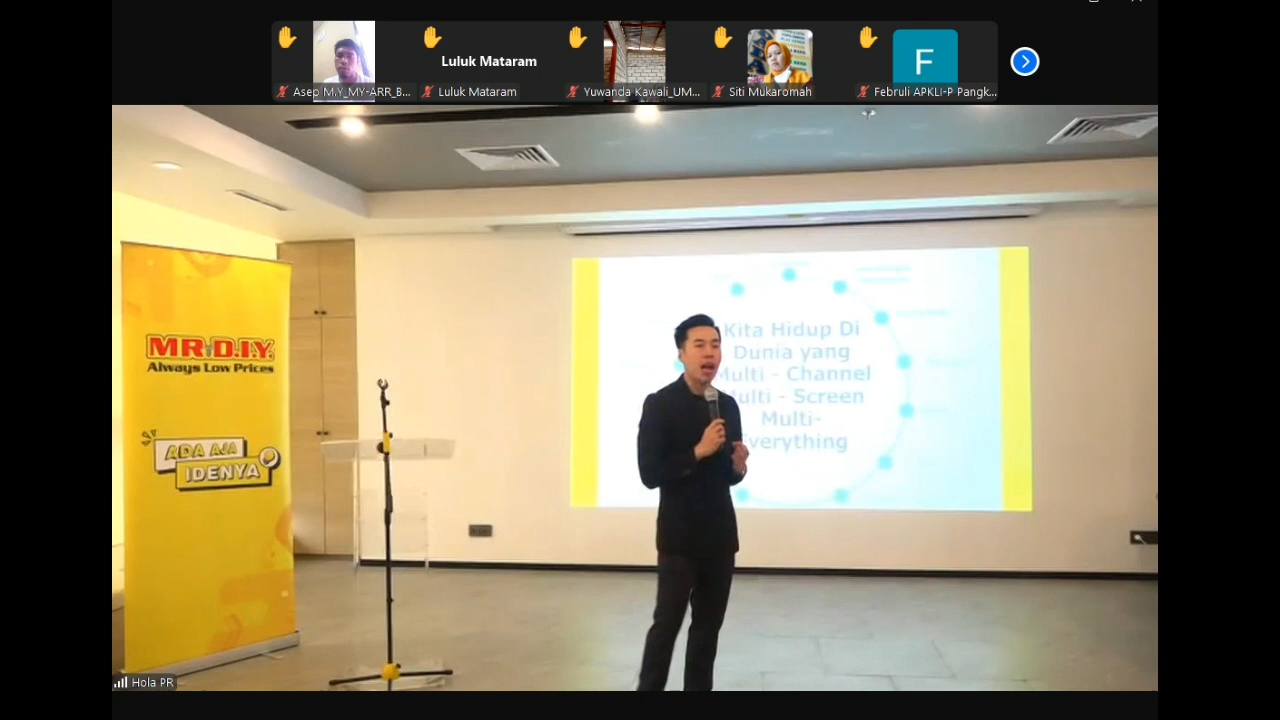 Luluk Mataram
Asep M.Y_MY-ARR_B...
Luluk Mataram
Yuwanda Kawali_UM...
Siti Mukaromah
Februli APKLI-P Pangk...
F
MR.D.I.Y.
Always Low Prices
ADA AJA
IDENYA
Kita Hidup Di
Dunia yang
Multi - Channel
Multi - Screen
Multi-
Everything
Hola PR